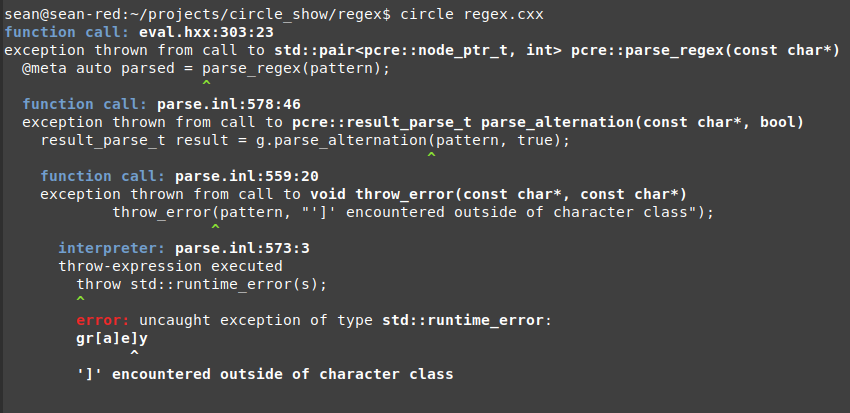 sean@sean-red:~/projects/circle_show/regex$ circle regex.cxx
function call: eval.hxx:303:23
exception thrown from call to std::pair<pcre::node_ptr_t, int> pcre::parse_regex(const char*)
  @meta auto parsed = parse_regex(pattern);
                      ^
  function call: parse.inl:578:46
  exception thrown from call to pcre::result_parse_t parse_alternation(const char*, bool)
    result_parse_t result = g.parse_alternation(pattern, true);
                                               ^
    function call: parse.inl:559:20
    exception thrown from call to void throw_error(const char*, const char*)
            throw_error(pattern, "']' encountered outside of character class");
                       ^
      interpreter: parse.inl:573:3
      throw-expression executed
        throw std::runtime_error(s);
        ^
        error: uncaught exception of type std::runtime_error:
        gr[a]e]y
              ^
        ']' encountered outside of character class